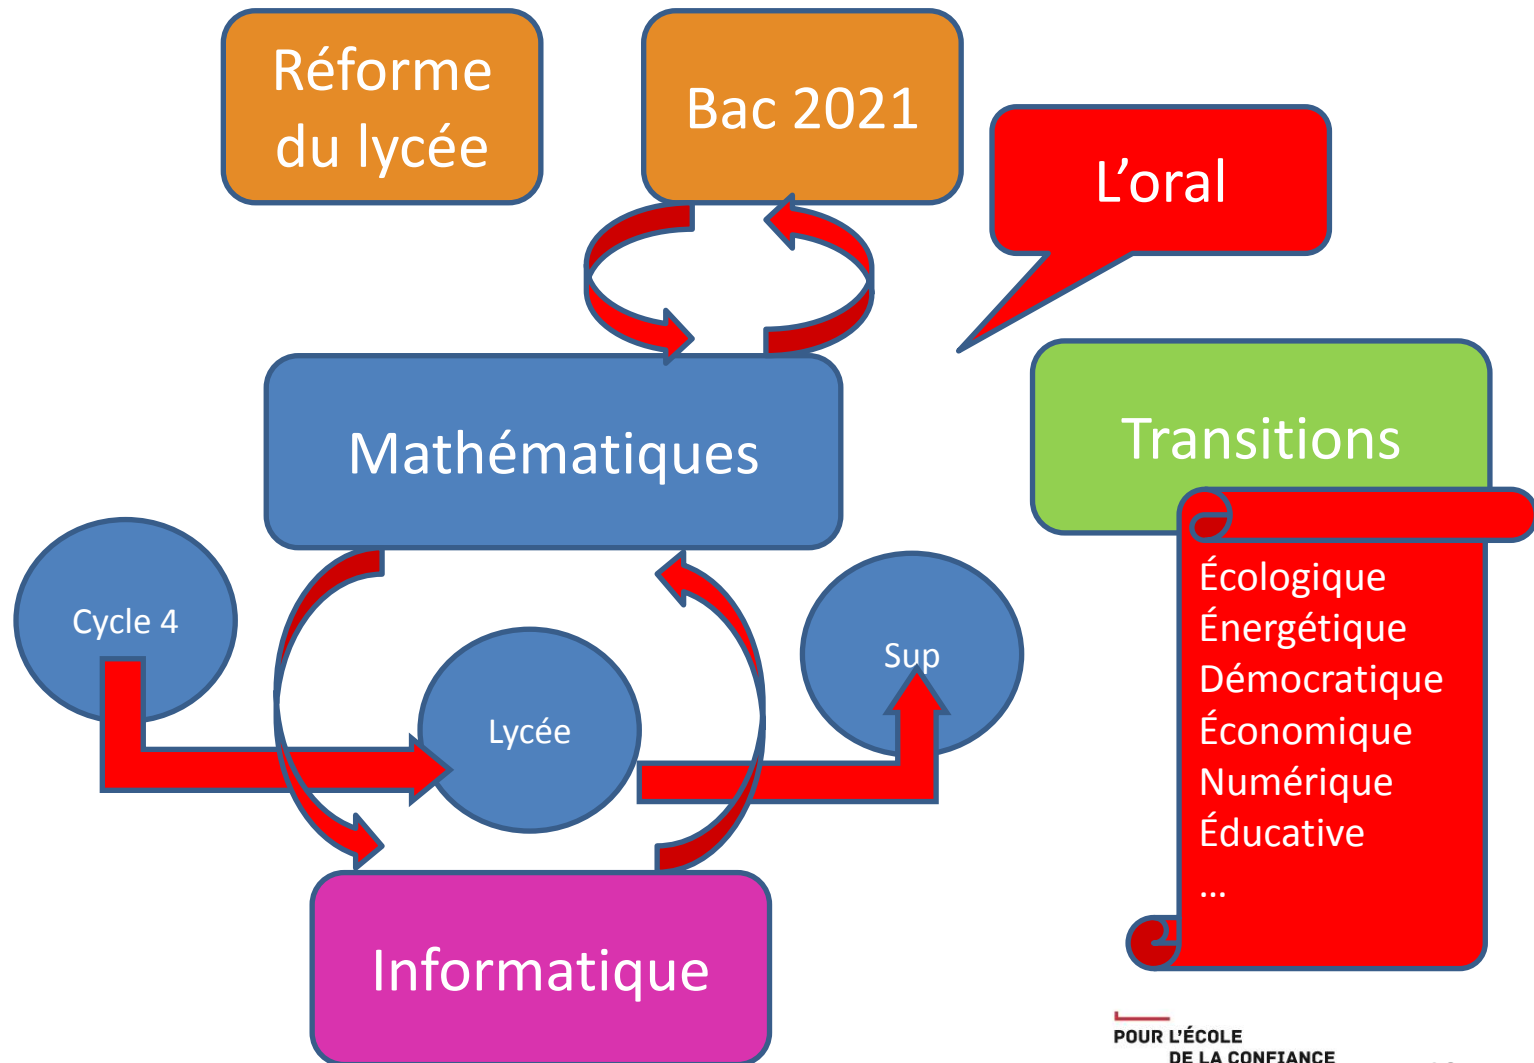 Réforme
du lycée
Bac 2021
L’oral
Mathématiques
Transitions
Cycle 4
Lycée
Sup
Écologique
Énergétique
Démocratique
Économique
Numérique
Éducative
...
Informatique
POUR L’ÉCOLE
DE LA CONFIANCE